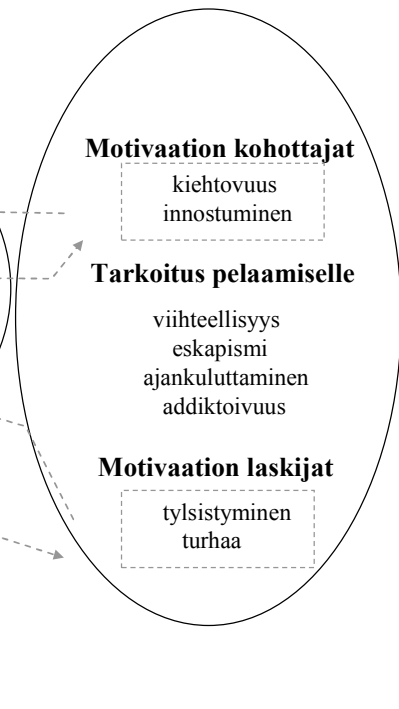 Motivaation kohottajat
kiehtovuus
innostuminen
Tarkoitus pelaamiselle
viihteellisyys
eskapismi
ajankuluttaminen
addiktoivuus
Motivaation laskijat
tylsistyminen
turhaa